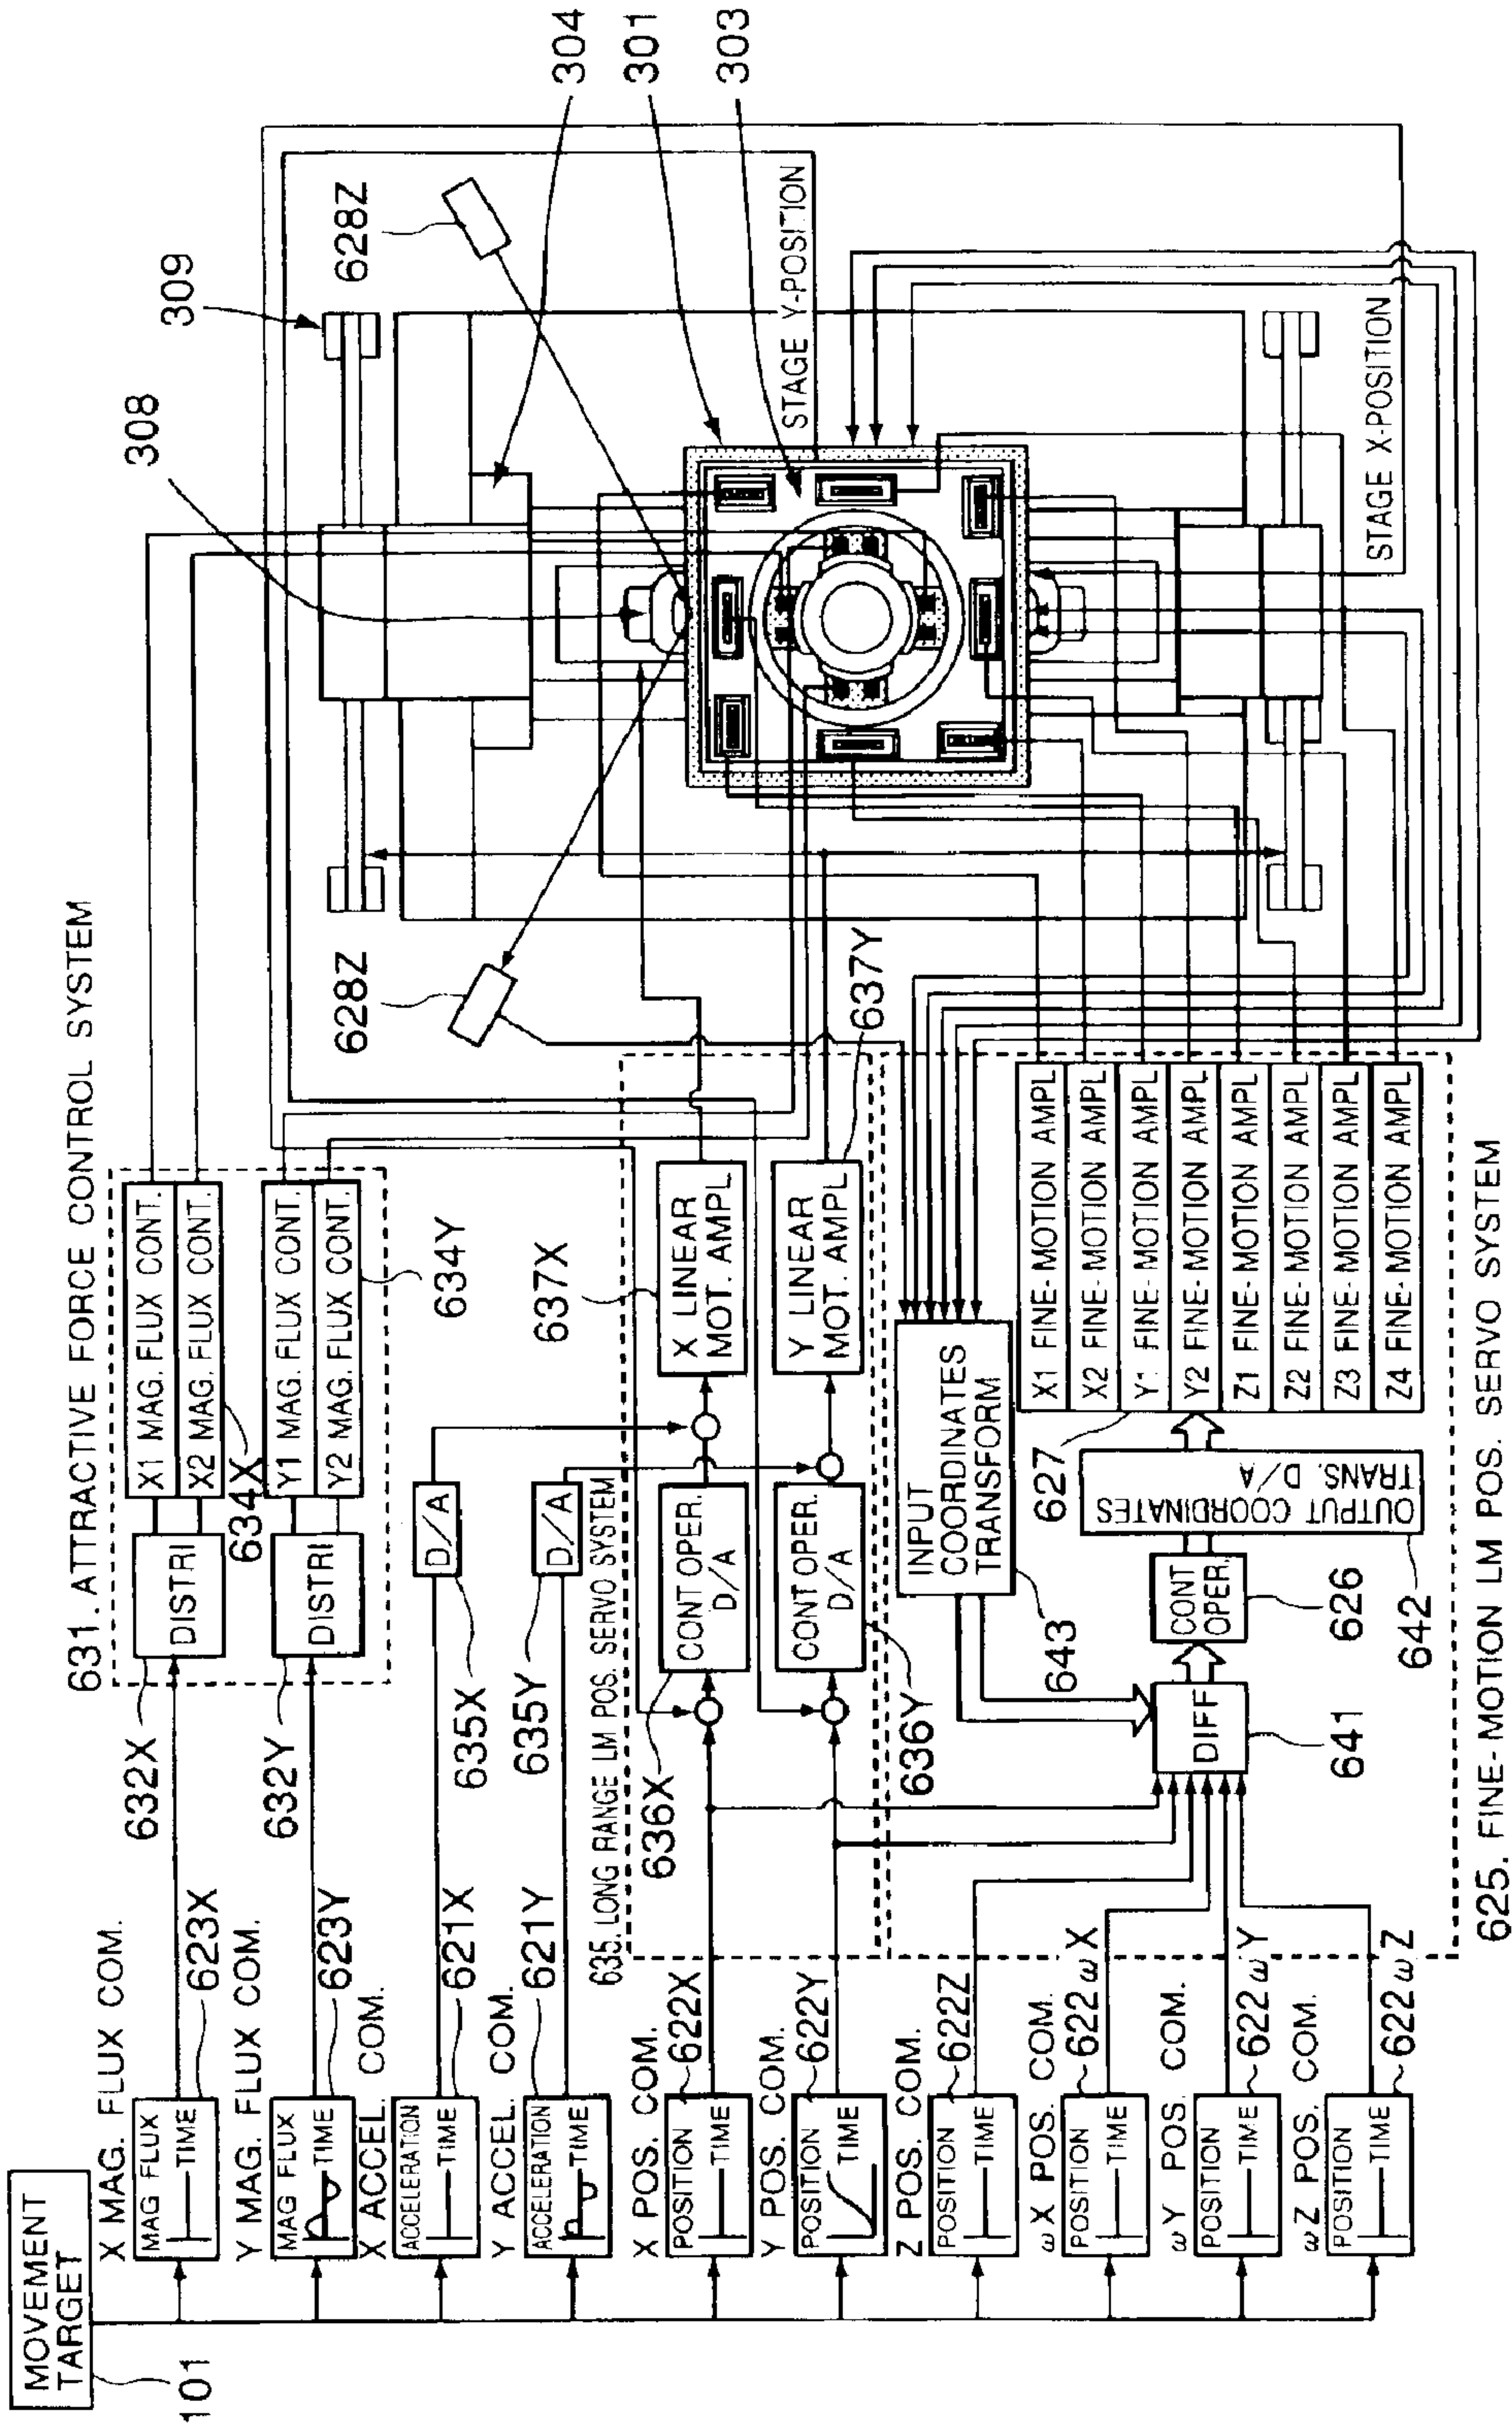 MOVEMENT
TARGET
101
X MAG. FLUX COM.
MAG FLUX
TIME
623X
Y MAG. FLUX COM.
MAG FLUX
TIME
623Y
X ACCEL. COM.
ACCELERATION
TIME
621X
Y ACCEL. COM.
ACCELERATION
TIME
621Y
X POS. COM.
POSITION
TIME
622X
Y POS. COM.
POSITION
TIME
622Y
Z POS. COM.
POSITION
TIME
622Z
ωX POS. COM.
POSITION
TIME
622ωX
ωY POS. COM.
POSITION
TIME
622ωY
ωZ POS. COM.
POSITION
TIME
622ωZ
631. ATTRACTIVE FORCE CONTROL SYSTEM
632X
DISTRI
X1 MAG. FLUX CONT.
X2 MAG. FLUX CONT.
634X
632Y
DISTRI
Y1 MAG. FLUX CONT.
Y2 MAG. FLUX CONT.
634Y
D/A
635X
D/A
635Y
635. LONG RANGE LM POS. SERVO SYSTEM
636X
CONT OPER.
D/A
637X
X LINEAR
MOT. AMPL
CONT OPER.
D/A
636Y
Y LINEAR
MOT. AMPL
637Y
INPUT
COORDINATES
TRANSFORM
643
DIFF
641
CONT
OPER.
626
OUTPUT COORDINATES
TRANS. D/A
642
627
X1 FINE-MOTION AMPL
X2 FINE-MOTION AMPL
Y1 FINE-MOTION AMPL
Y2 FINE-MOTION AMPL
Z1 FINE-MOTION AMPL
Z2 FINE-MOTION AMPL
Z3 FINE-MOTION AMPL
Z4 FINE-MOTION AMPL
625. FINE-MOTION LM POS. SERVO SYSTEM
628Z
308
309
628Z
304
301
303
STAGE Y-POSITION
STAGE X-POSITION